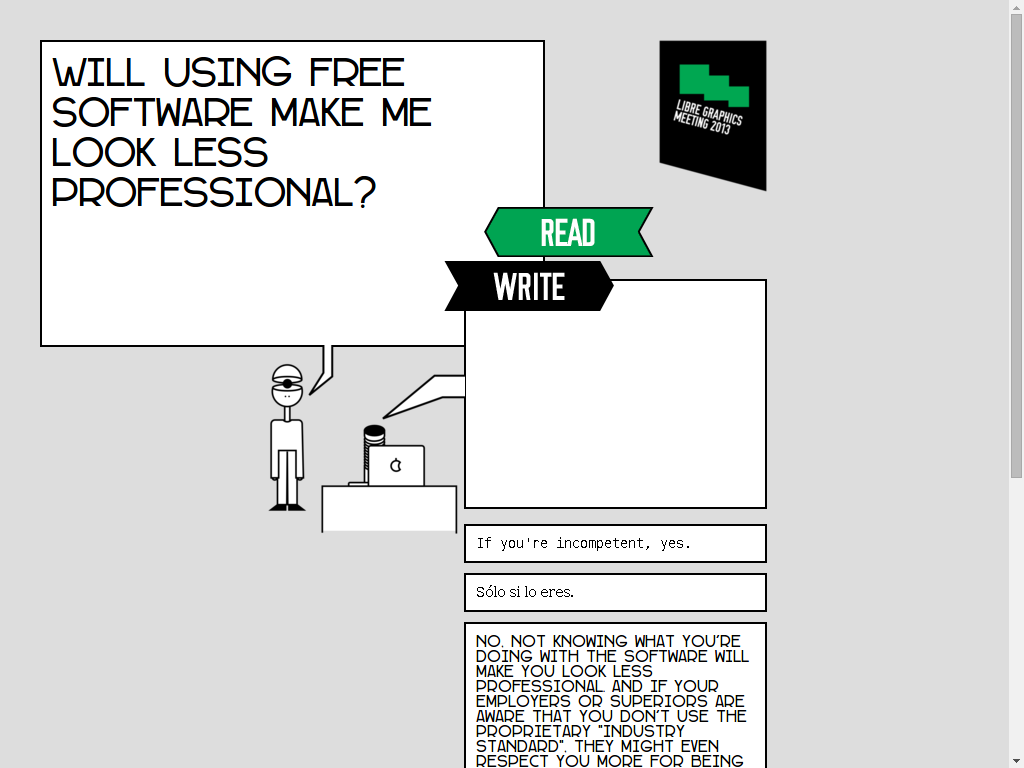 WILL USING FREE
SOFTWARE MAKE ME
LOOK LESS
PROFESSIONAL?
LIBRE GRAPHICS
MEETING 2013
READ
WRITE
If you're incompetent, yes.
Sólo si lo eres.
NO. NOT KNOWING WHAT YOU'RE
DOING WITH THE SOFTWARE WILL
MAKE YOU LOOK LESS
PROFESSIONAL. AND IF YOUR
EMPLOYERS OR SUPERIORS ARE
AWARE THAT YOU DON'T USE THE
PROPRIETARY "INDUSTRY
STANDARD", THEY MIGHT EVEN
RESPECT YOU MORE FOR BEING